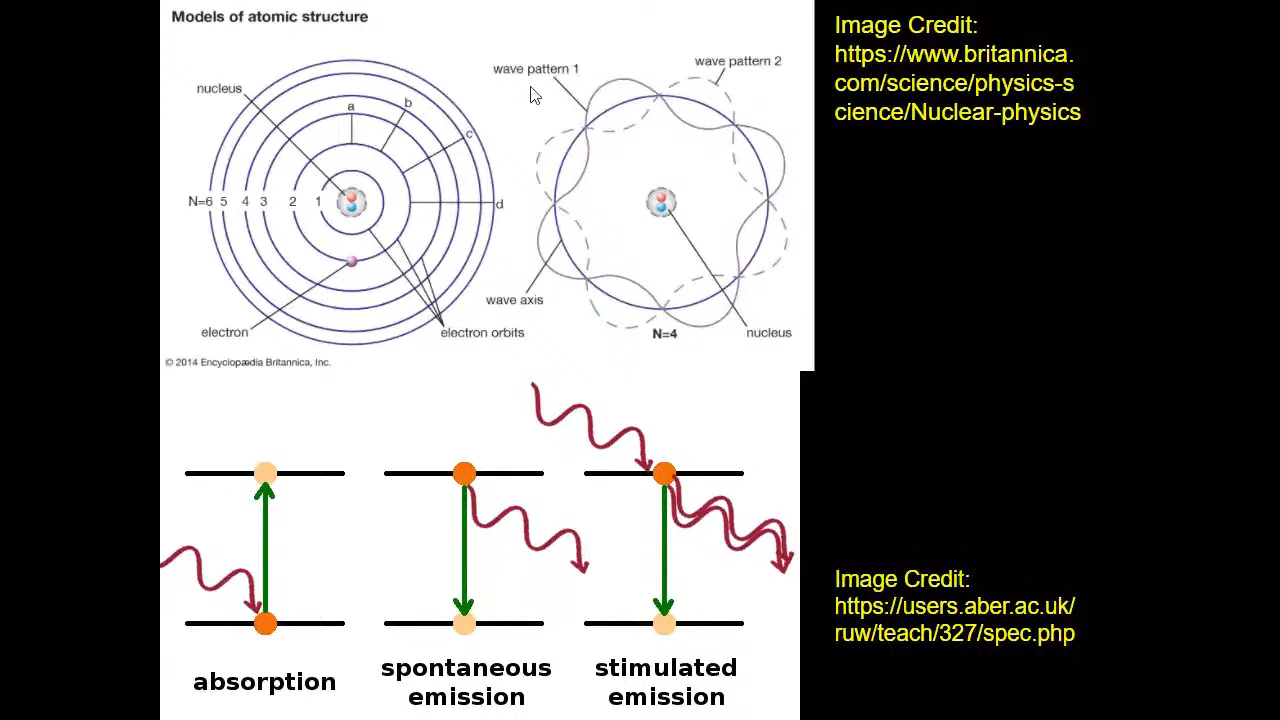 Models of atomic structure
nucleus
a
b
c
d
N=6 5 4 3 2 1
electron
electron orbits
wave pattern 1
wave pattern 2
wave axis
N=4
nucleus
© 2014 Encyclopædia Britannica, Inc.
Image Credit:
https://www.britannica.
com/science/physics-s
cience/Nuclear-physics
absorption
spontaneous
emission
stimulated
emission
Image Credit:
https://users.aber.ac.uk/
ruw/teach/327/spec.php